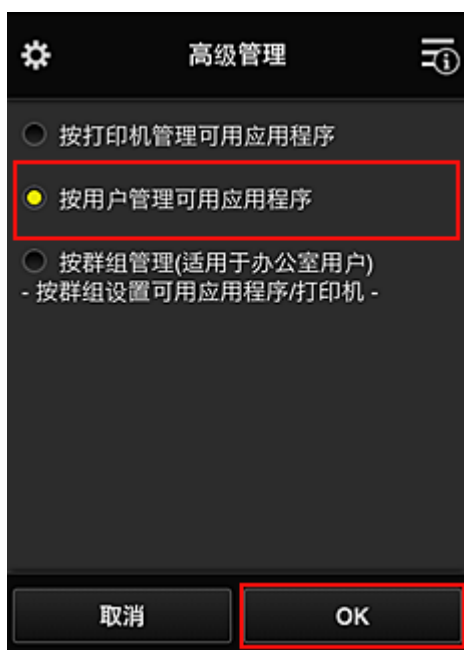 高级管理
按打印机管理可用应用程序
按用户管理可用应用程序
按群组管理(适用于办公室用户)
- 按群组设置可用应用程序/打印机 -
取消
OK